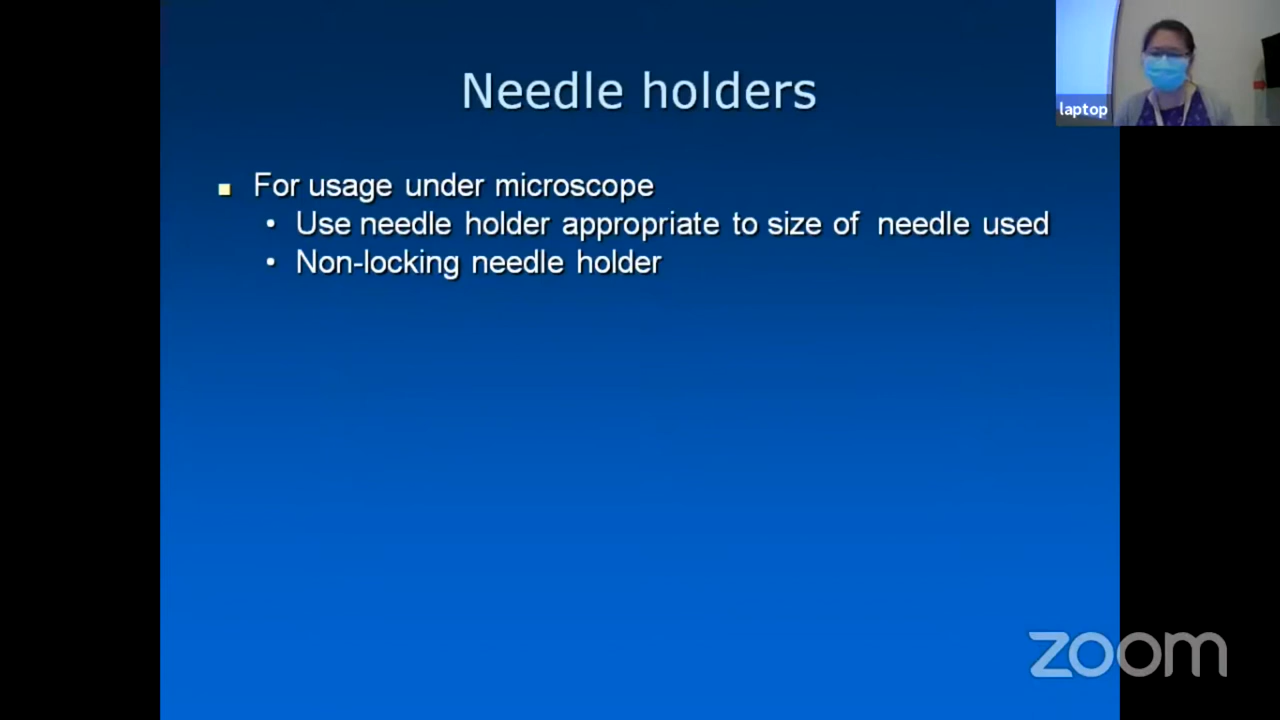 Needle holders
laptop
For usage under microscope
Use needle holder appropriate to size of needle used
Non-locking needle holder
zoom